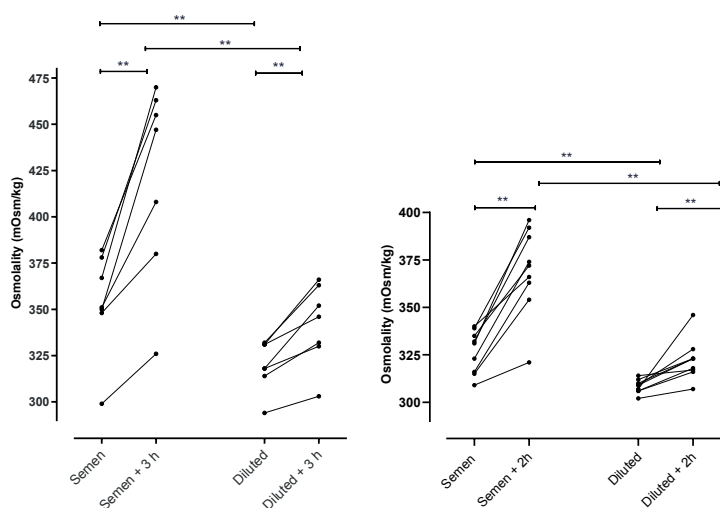 **
**
**
**
475
450
425
400
375
350
325
300
Osmolality (mOsm/kg)
Semen
Semen + 3 h
Diluted
Diluted + 3 h
**
**
**
**
400
375
350
325
300
Osmolality (mOsm/kg)
Semen
Semen + 2h
Diluted
Diluted + 2h